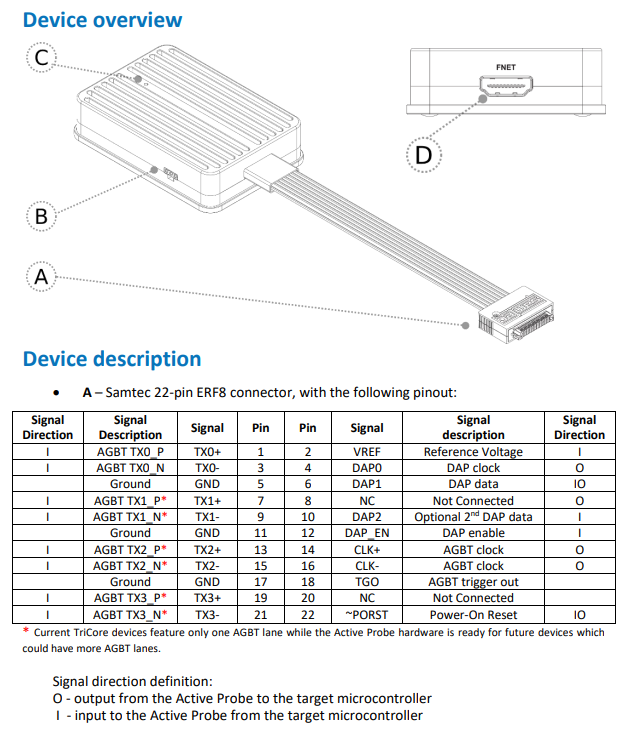 Device overview
C
FNET
D
B
A
Device description
• A – Samtec 22-pin ERF8 connector, with the following pinout:
Signal Direction Signal Description Signal Pin Pin Signal Signal description Signal Direction
I AGBT TX0_P TX0+ 1 2 VREF Reference Voltage I
I AGBT TX0_N TX0- 3 4 DAP0 DAP clock O
Ground GND 5 6 DAP1 DAP data IO
I AGBT TX1_P* TX1+ 7 8 NC Not Connected O
I AGBT TX1_N* TX1- 9 10 DAP2 Optional 2nd DAP data I
Ground GND 11 12 DAP_EN DAP enable I
I AGBT TX2_P* TX2+ 13 14 CLK+ AGBT clock O
I AGBT TX2_N* TX2- 15 16 CLK- AGBT clock O
Ground GND 17 18 TGO AGBT trigger out
I AGBT TX3_P* TX3+ 19 20 NC Not Connected
I AGBT TX3_N* TX3- 21 22 ~PORST Power-On Reset IO
* Current TriCore devices feature only one AGBT lane while the Active Probe hardware is ready for future devices which
could have more AGBT lanes.
Signal direction definition:
O - output from the Active Probe to the target microcontroller
I - input to the Active Probe from the target microcontroller